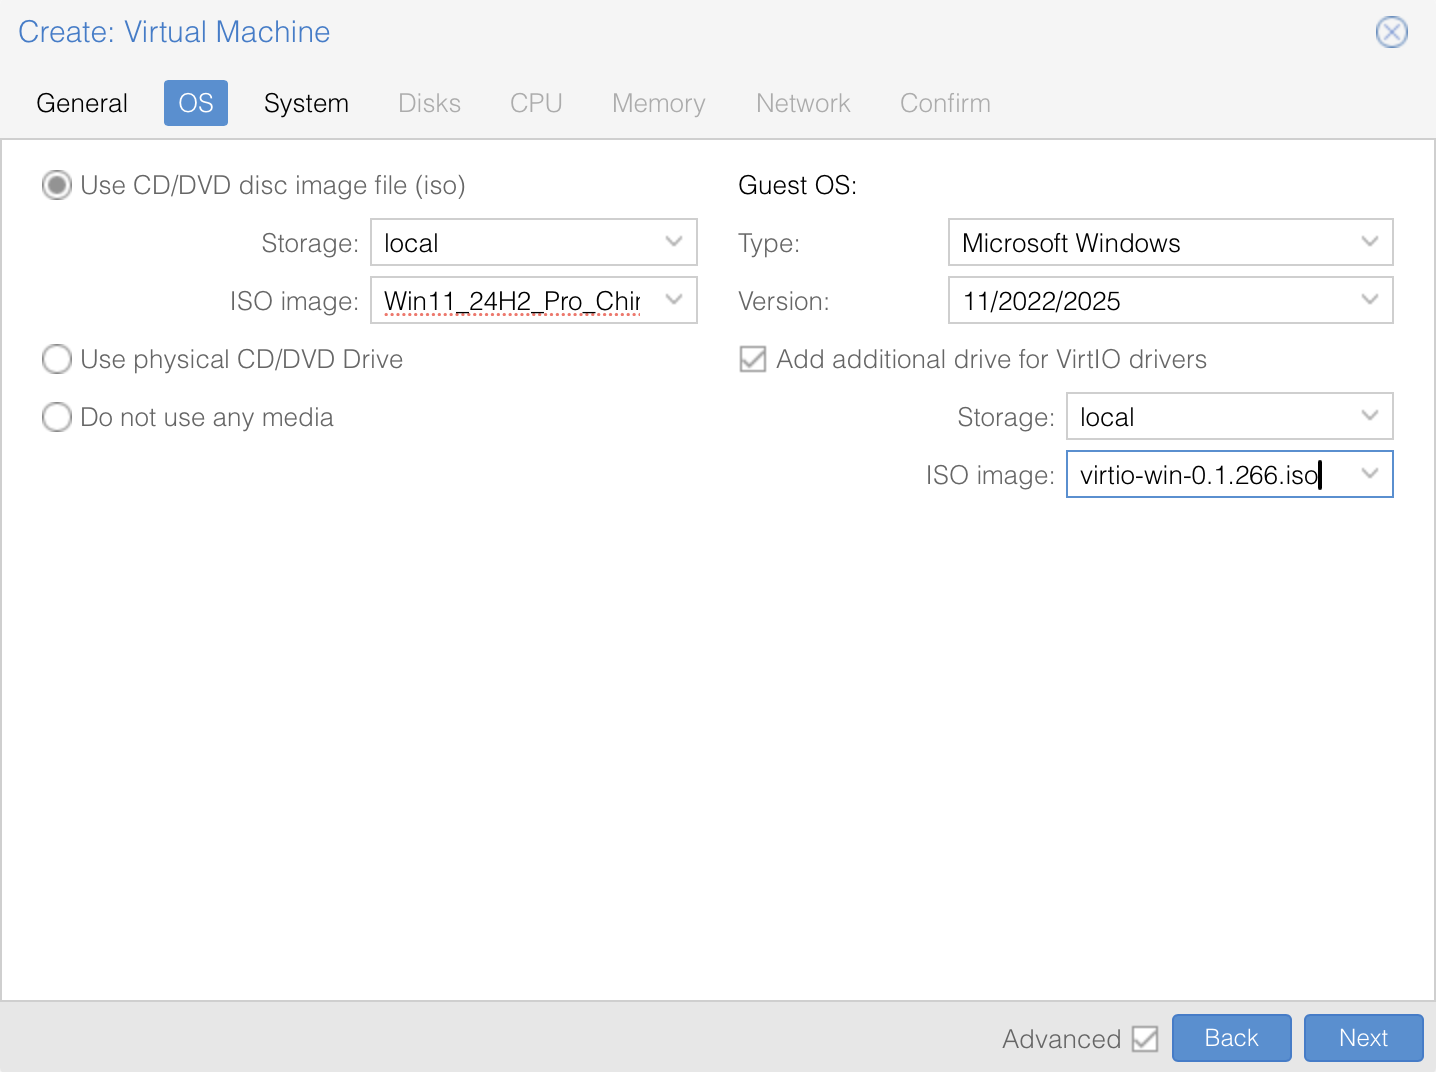 Create: Virtual Machine
General OS System Disks CPU Memory Network Confirm
Use CD/DVD disc image file (iso)
Storage: local
ISO image: Win11_24H2_Pro_Chir
Use physical CD/DVD Drive
Do not use any media
Guest OS:
Type: Microsoft Windows
Version: 11/2022/2025
Add additional drive for VirtIO drivers
Storage: local
ISO image: virtio-win-0.1.266.iso
Advanced Back Next